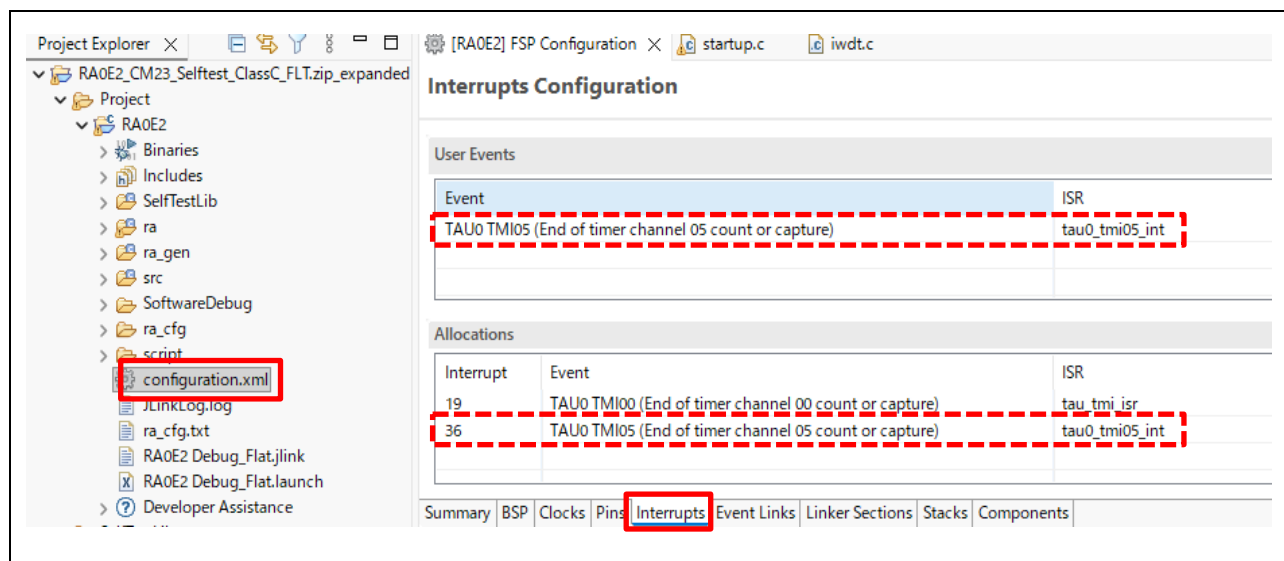 Project Explorer
RA0E2_CM23_Selftest_ClassC_FLT.zip_expanded
Project
RA0E2
Binaries
Includes
SelfTestLib
ra
ra_gen
src
SoftwareDebug
ra_cfg
script
configuration.xml
JLinkLog.log
ra_cfg.txt
RA0E2 Debug_Flat.jlink
RA0E2 Debug_Flat.launch
Developer Assistance
[RA0E2] FSP Configuration startup.c iwdt.c
Interrupts Configuration
User Events
Event ISR
TAU0 TMI05 (End of timer channel 05 count or capture) tau0_tmi05_int
Allocations
Interrupt Event ISR
19 TAU0 TMI00 (End of timer channel 00 count or capture) tau_tmi_isr
36 TAU0 TMI05 (End of timer channel 05 count or capture) tau0_tmi05_int
Summary BSP Clocks Pins Interrupts Event Links Linker Sections Stacks Components